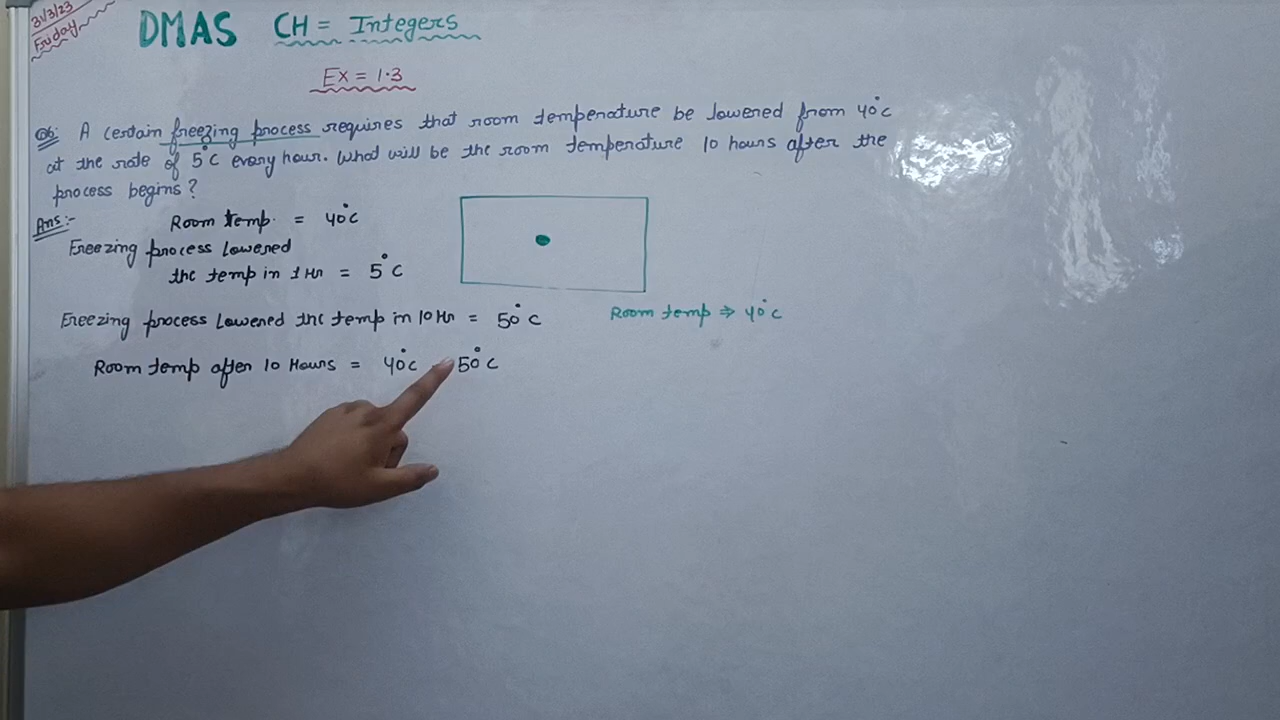 31/3/23
Friday
DMAS CH = Integers
Ex = 1.3
Q6: A certain freezing process requires that room temperature be lowered from 40°C
at the rate of 5°C every hour. What will be the room temperature 10 hours after the
process begins?
Ans:-
Room temp. = 40°C
Freezing process Lowered
the temp in 1 Hr = 5°C
Freezing process Lowered the temp in 10 Hr = 50°C
Room temp ⇒ 40°C
Room temp after 10 Hours = 40°C 50°C